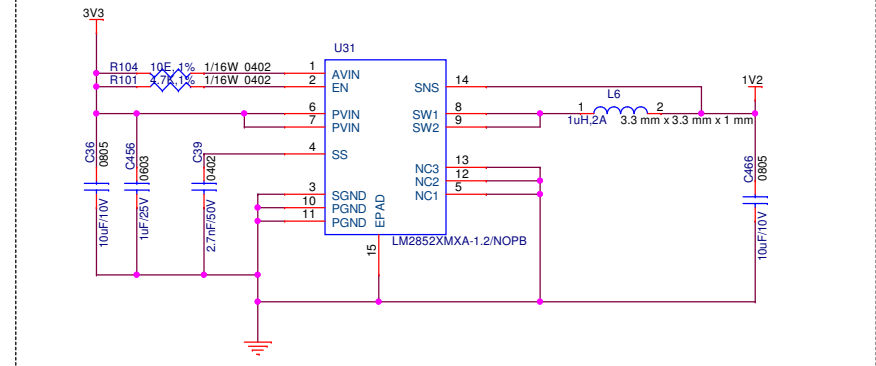 3V3
U31
R104 10E, 1% 1/16W 0402
R101 4.7E,1% 1/16W 0402
1 AVIN
2 EN
6 PVIN
7 PVIN
4 SS
3 SGND
10 PGND
11 PGND
EPAD
15
SNS 14
SW1 8
SW2 9
NC3 13
NC2 12
NC1 5
LM2852XMXA-1.2/NOPB
L6
1 2
1uH,2A 3.3 mm x 3.3 mm x 1 mm
1V2
C36
0805
10uF/10V
C456
0603
1uF/25V
C39
0402
2.7nF/50V
C466
0805
10uF/10V